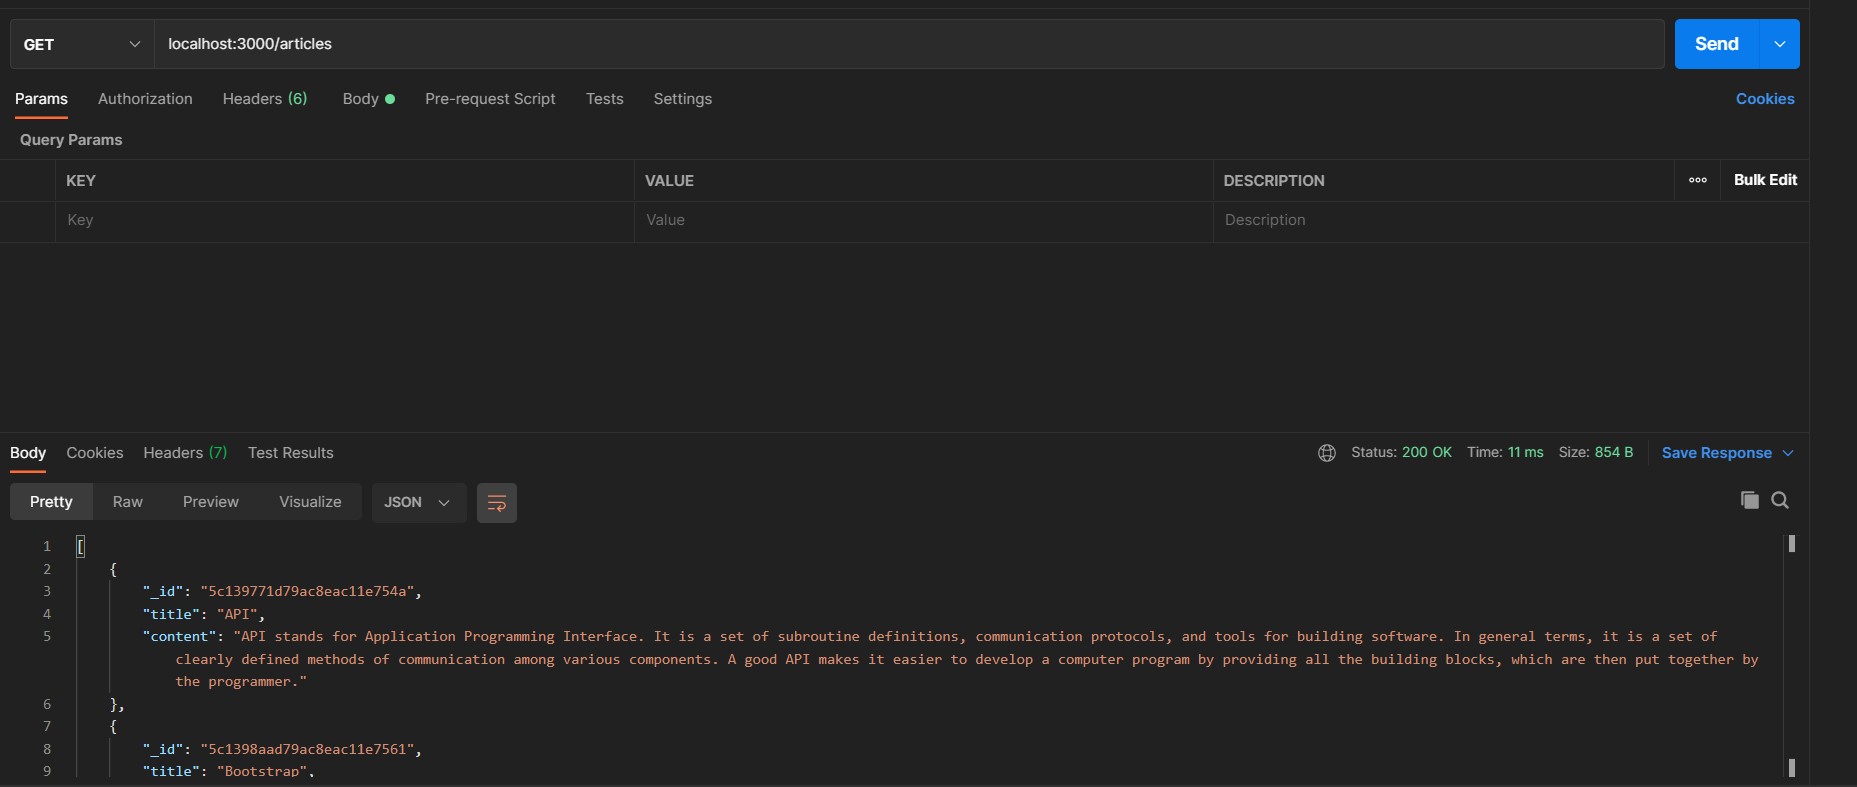 GET localhost:3000/articles Send
Params Authorization Headers (6) Body Pre-request Script Tests Settings Cookies
Query Params
KEY VALUE DESCRIPTION Bulk Edit
Key Value Description
Body Cookies Headers (7) Test Results Status: 200 OK Time: 11 ms Size: 854 B Save Response
Pretty Raw Preview Visualize JSON
1 [
2 {
3 "_id": "5c139771d79ac8eac11e754a",
4 "title": "API",
5 "content": "API stands for Application Programming Interface. It is a set of subroutine definitions, communication protocols, and tools for building software. In general terms, it is a set of
clearly defined methods of communication among various components. A good API makes it easier to develop a computer program by providing all the building blocks, which are then put together by
the programmer."
6 },
7 {
8 "_id": "5c1398aad79ac8eac11e7561",
9 "title": "Bootstrap",